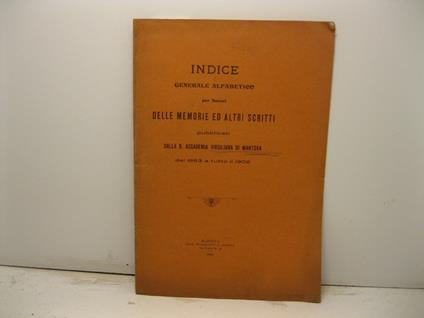 INDICE
GENERALE ALFABETICO
per Autori
DELLE MEMORIE ED ALTRI SCRITTI
pubblicati
DALLA R. ACCADEMIA VIRGILIANA DI MANTOVA
dal 1863 a tutto il 1902
MANTOVA